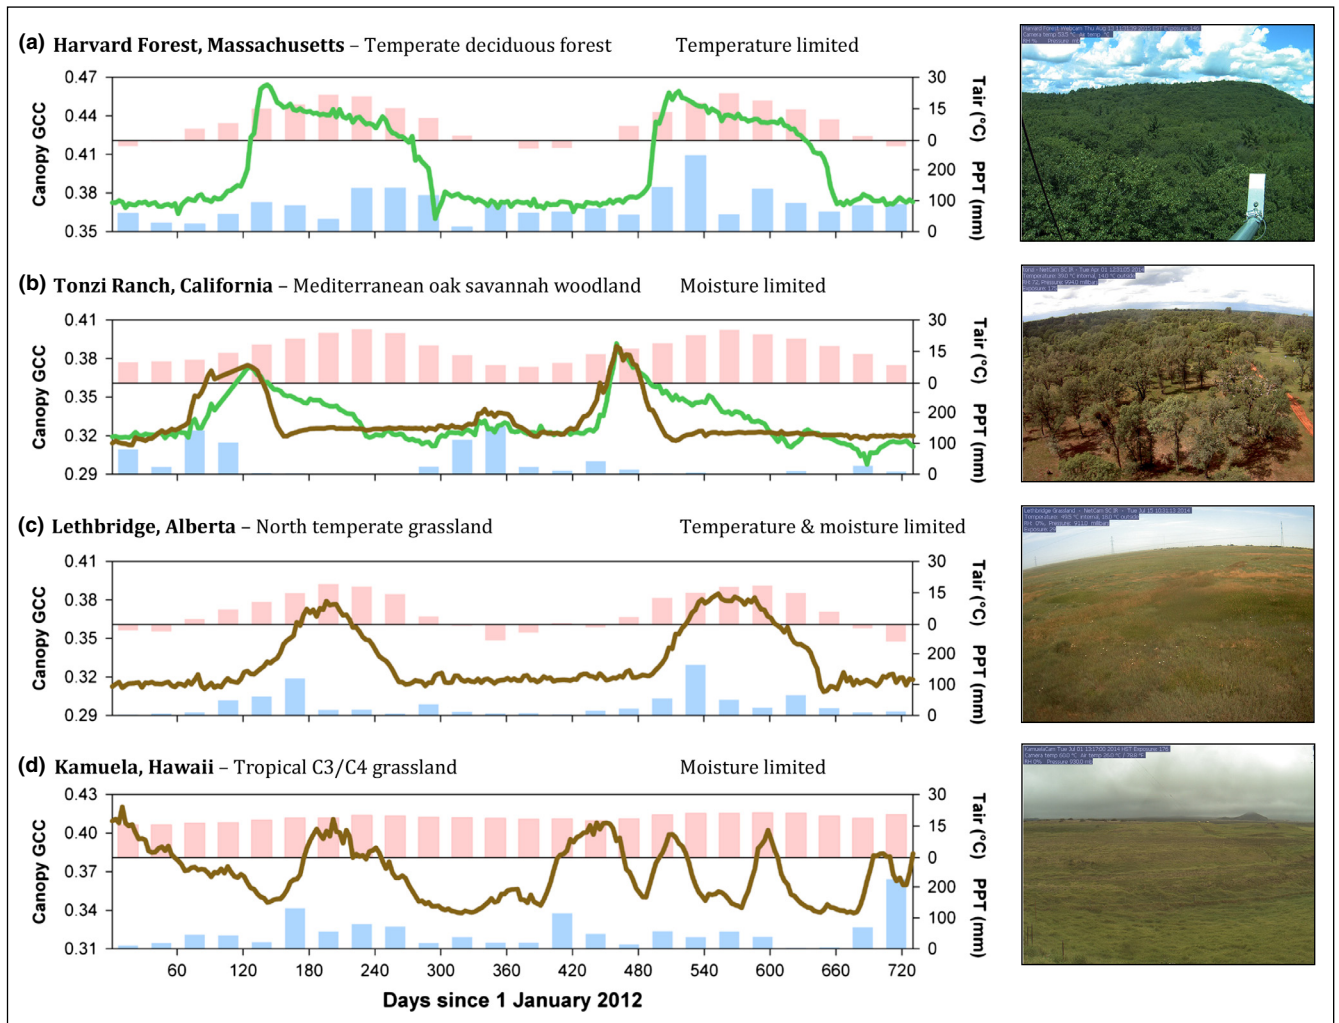 (a) Harvard Forest, Massachusetts – Temperate deciduous forest Temperature limited
0.47
0.44
0.41
0.38
0.35
Canopy GCC
30
15
0
200
100
0
Tair (°C)
PPT (mm)
(b) Tonzi Ranch, California – Mediterranean oak savannah woodland Moisture limited
0.41
0.38
0.35
0.32
0.29
Canopy GCC
30
15
0
200
100
0
Tair (°C)
PPT (mm)
(c) Lethbridge, Alberta – North temperate grassland Temperature & moisture limited
0.41
0.38
0.35
0.32
0.29
Canopy GCC
30
15
0
200
100
0
Tair (°C)
PPT (mm)
(d) Kamuela, Hawaii – Tropical C3/C4 grassland Moisture limited
0.43
0.40
0.37
0.34
0.31
Canopy GCC
30
15
0
200
100
0
Tair (°C)
PPT (mm)
60 120 180 240 300 360 420 480 540 600 660 720
Days since 1 January 2012